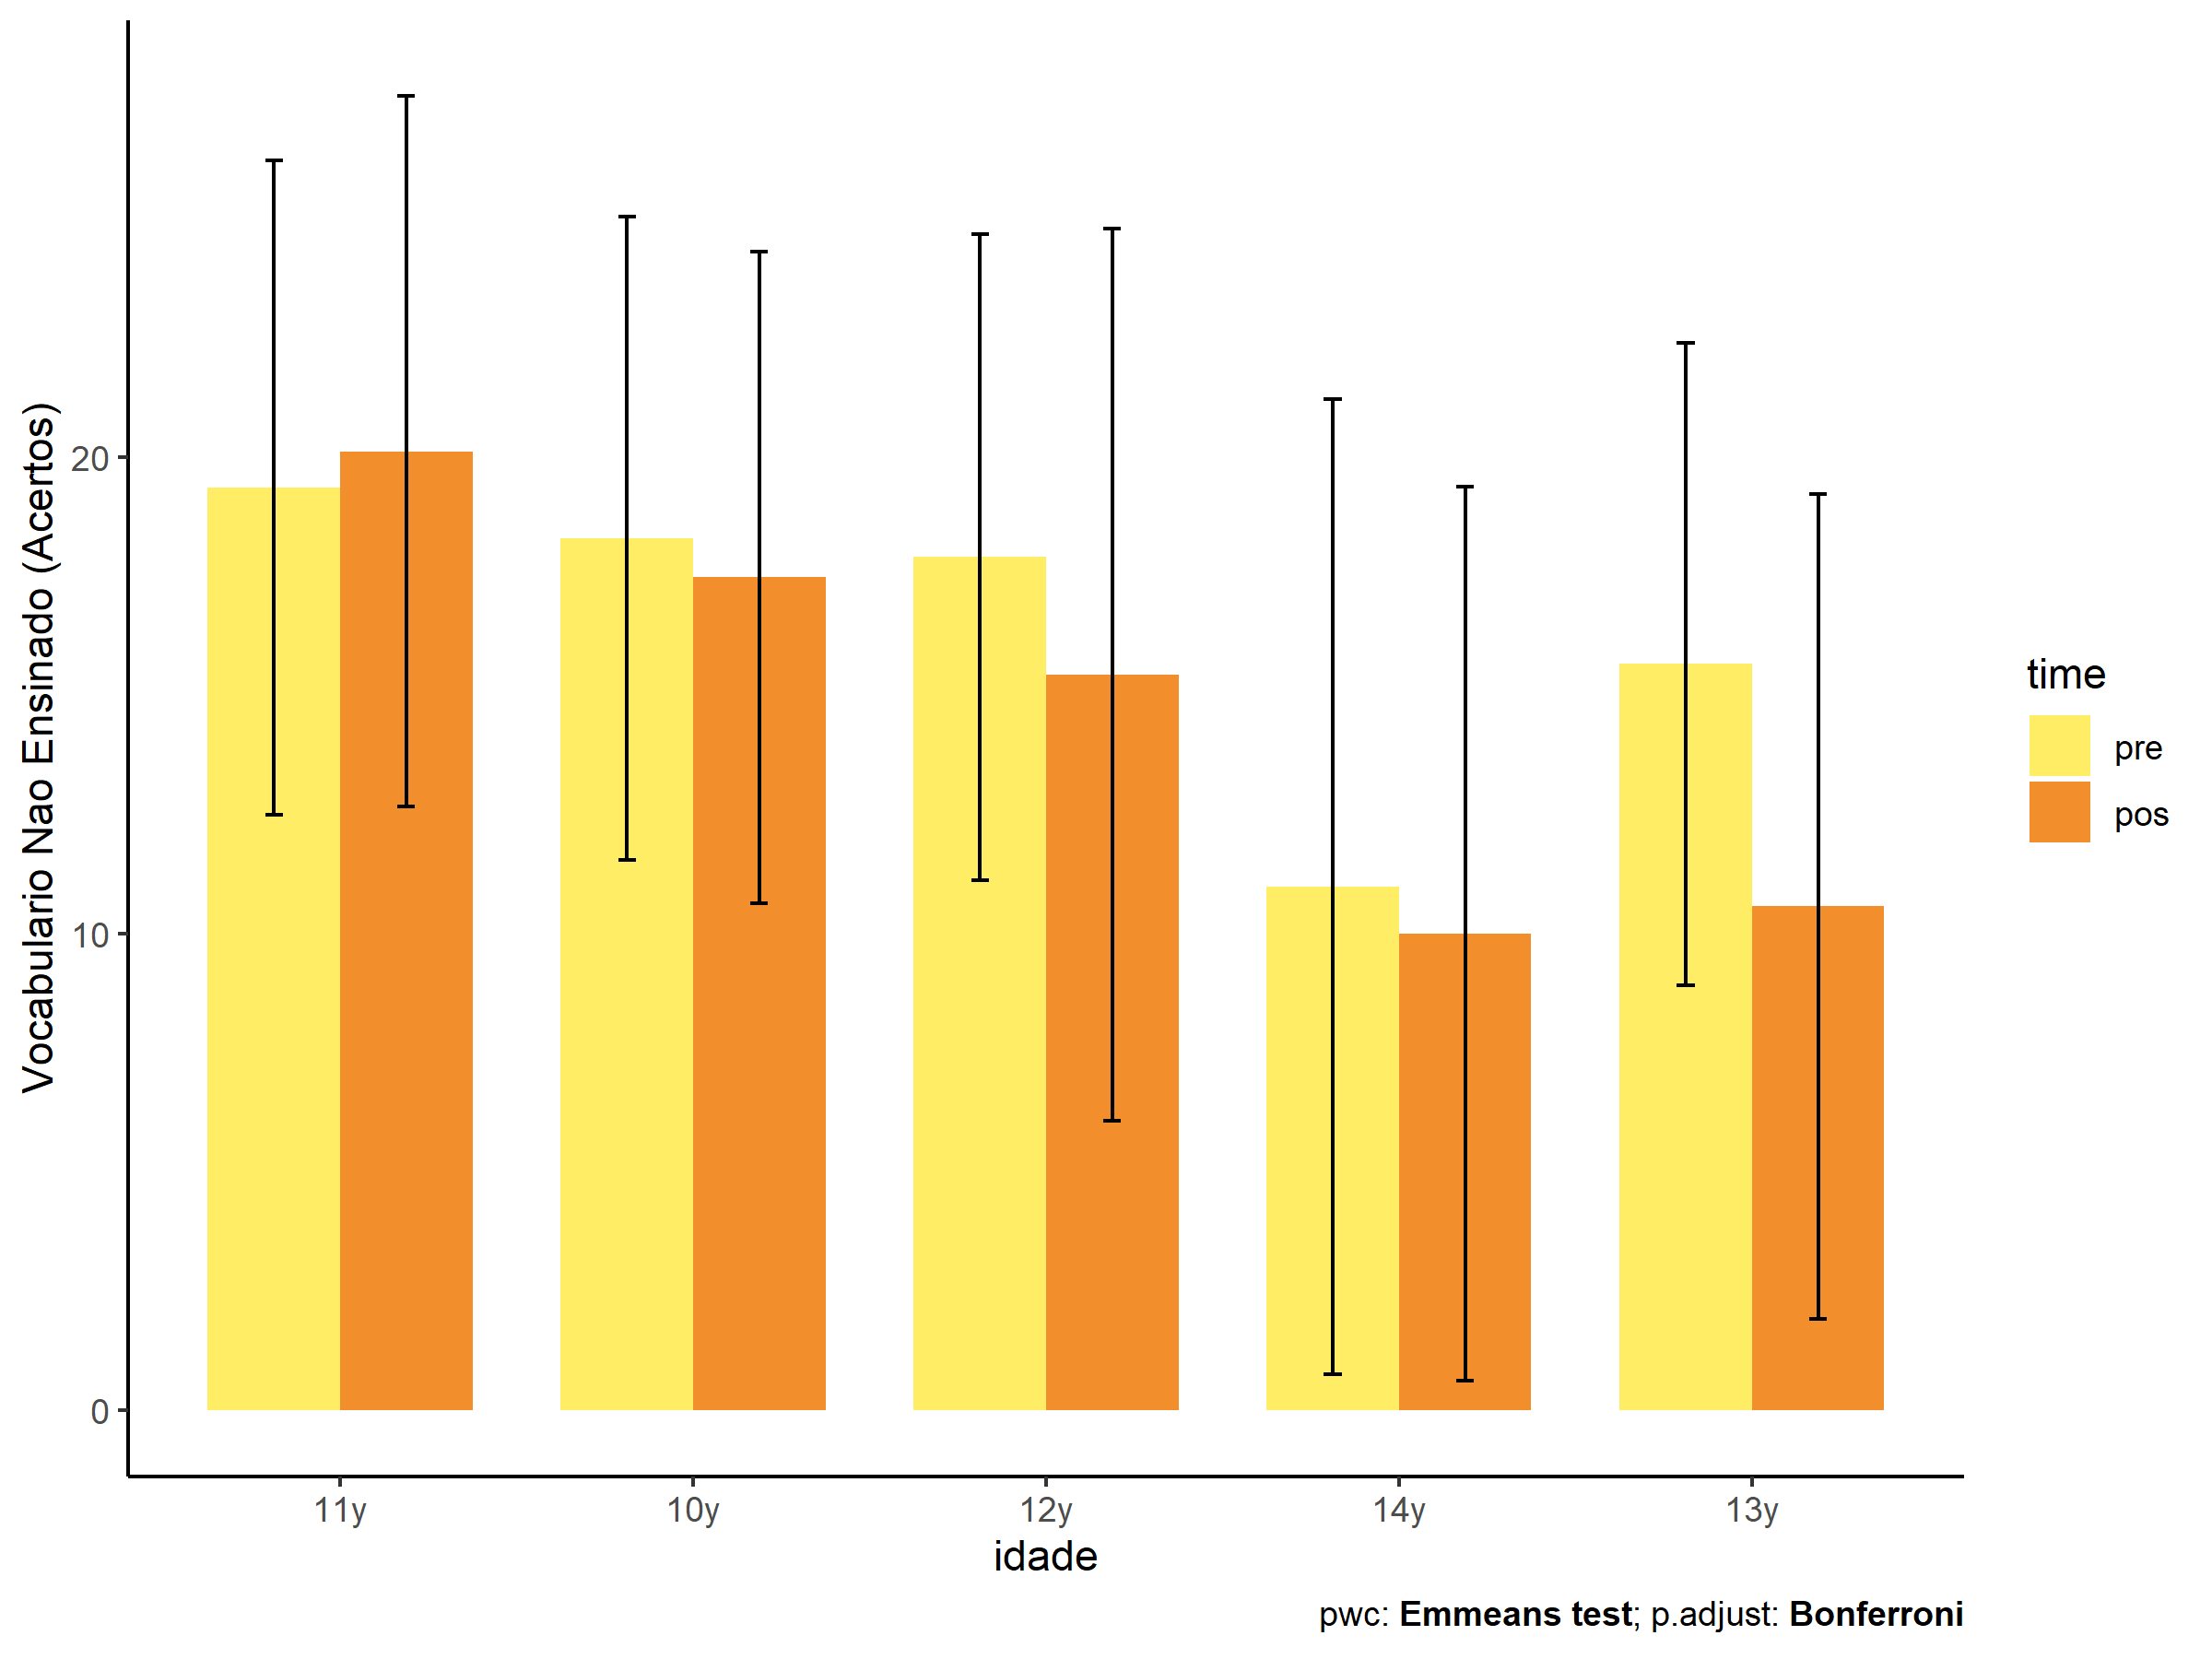 Vocabulario Nao Ensinado (Acertos)
20
10
0
11y
10y
12y
14y
13y
idade
time
pre
pos
pwc: Emmeans test; p.adjust: Bonferroni